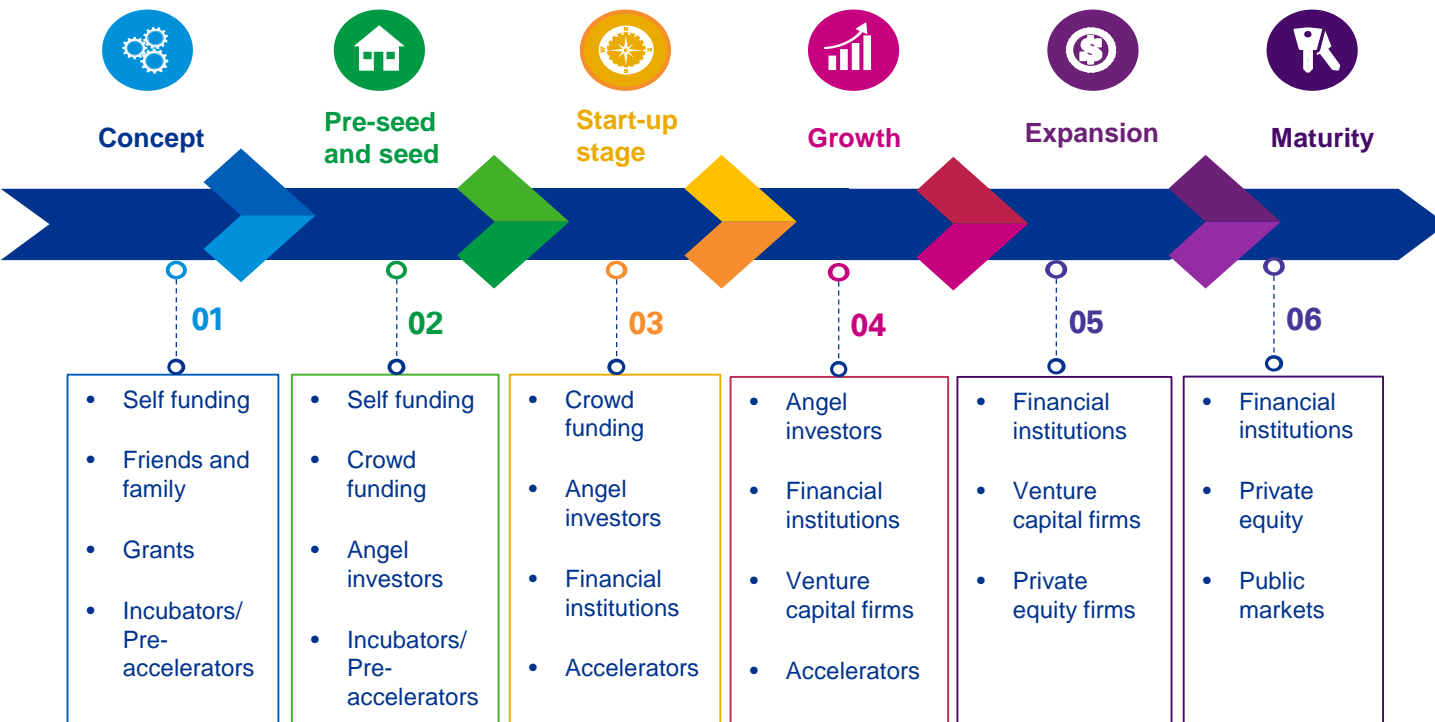 Concept
Pre-seed
and seed
Start-up
stage
Growth
Expansion
Maturity
01
02
03
04
05
06
• Self funding
• Friends and
family
• Grants
• Incubators/
Pre-
accelerators
• Self funding
• Crowd
funding
• Angel
investors
• Incubators/
Pre-
accelerators
• Crowd
funding
• Angel
investors
• Financial
institutions
• Accelerators
• Angel
investors
• Financial
institutions
• Venture
capital firms
• Accelerators
• Financial
institutions
• Venture
capital firms
• Private
equity firms
• Financial
institutions
• Private
equity
• Public
markets